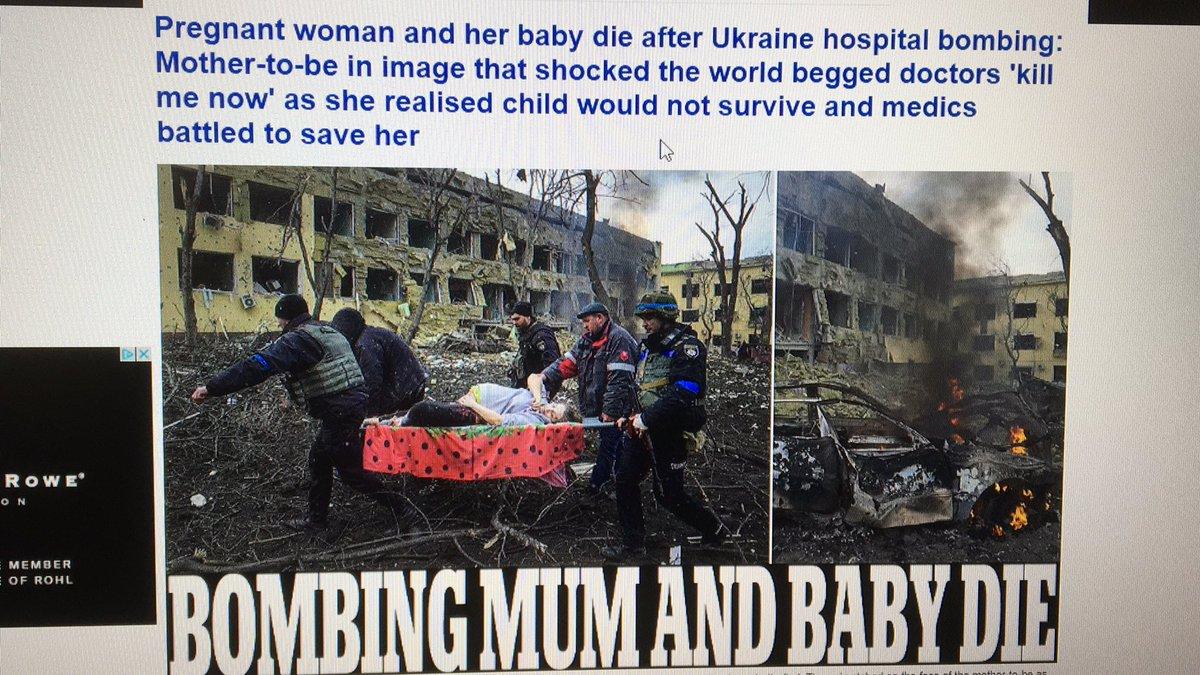 Pregnant woman and her baby die after Ukraine hospital bombing:
Mother-to-be in image that shocked the world begged doctors 'kill
me now' as she realised child would not survive and medics
battled to save her
ROWE®
O N
MEMBER
OF ROHL
BOMBING MUM AND BABY DIE